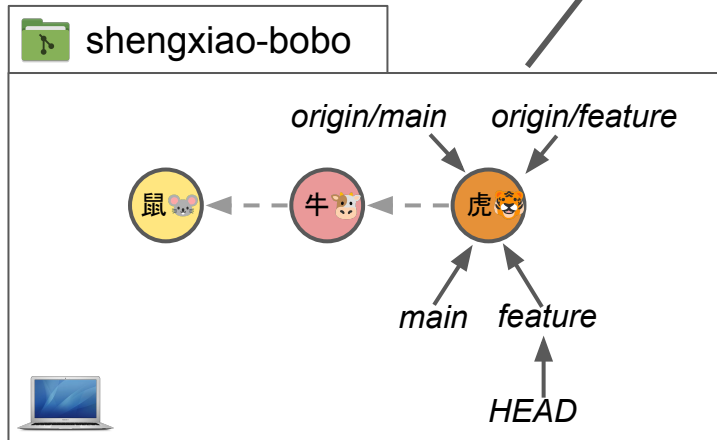 shengxiao-bobo
origin/main origin/feature
鼠 牛 虎
main feature
HEAD